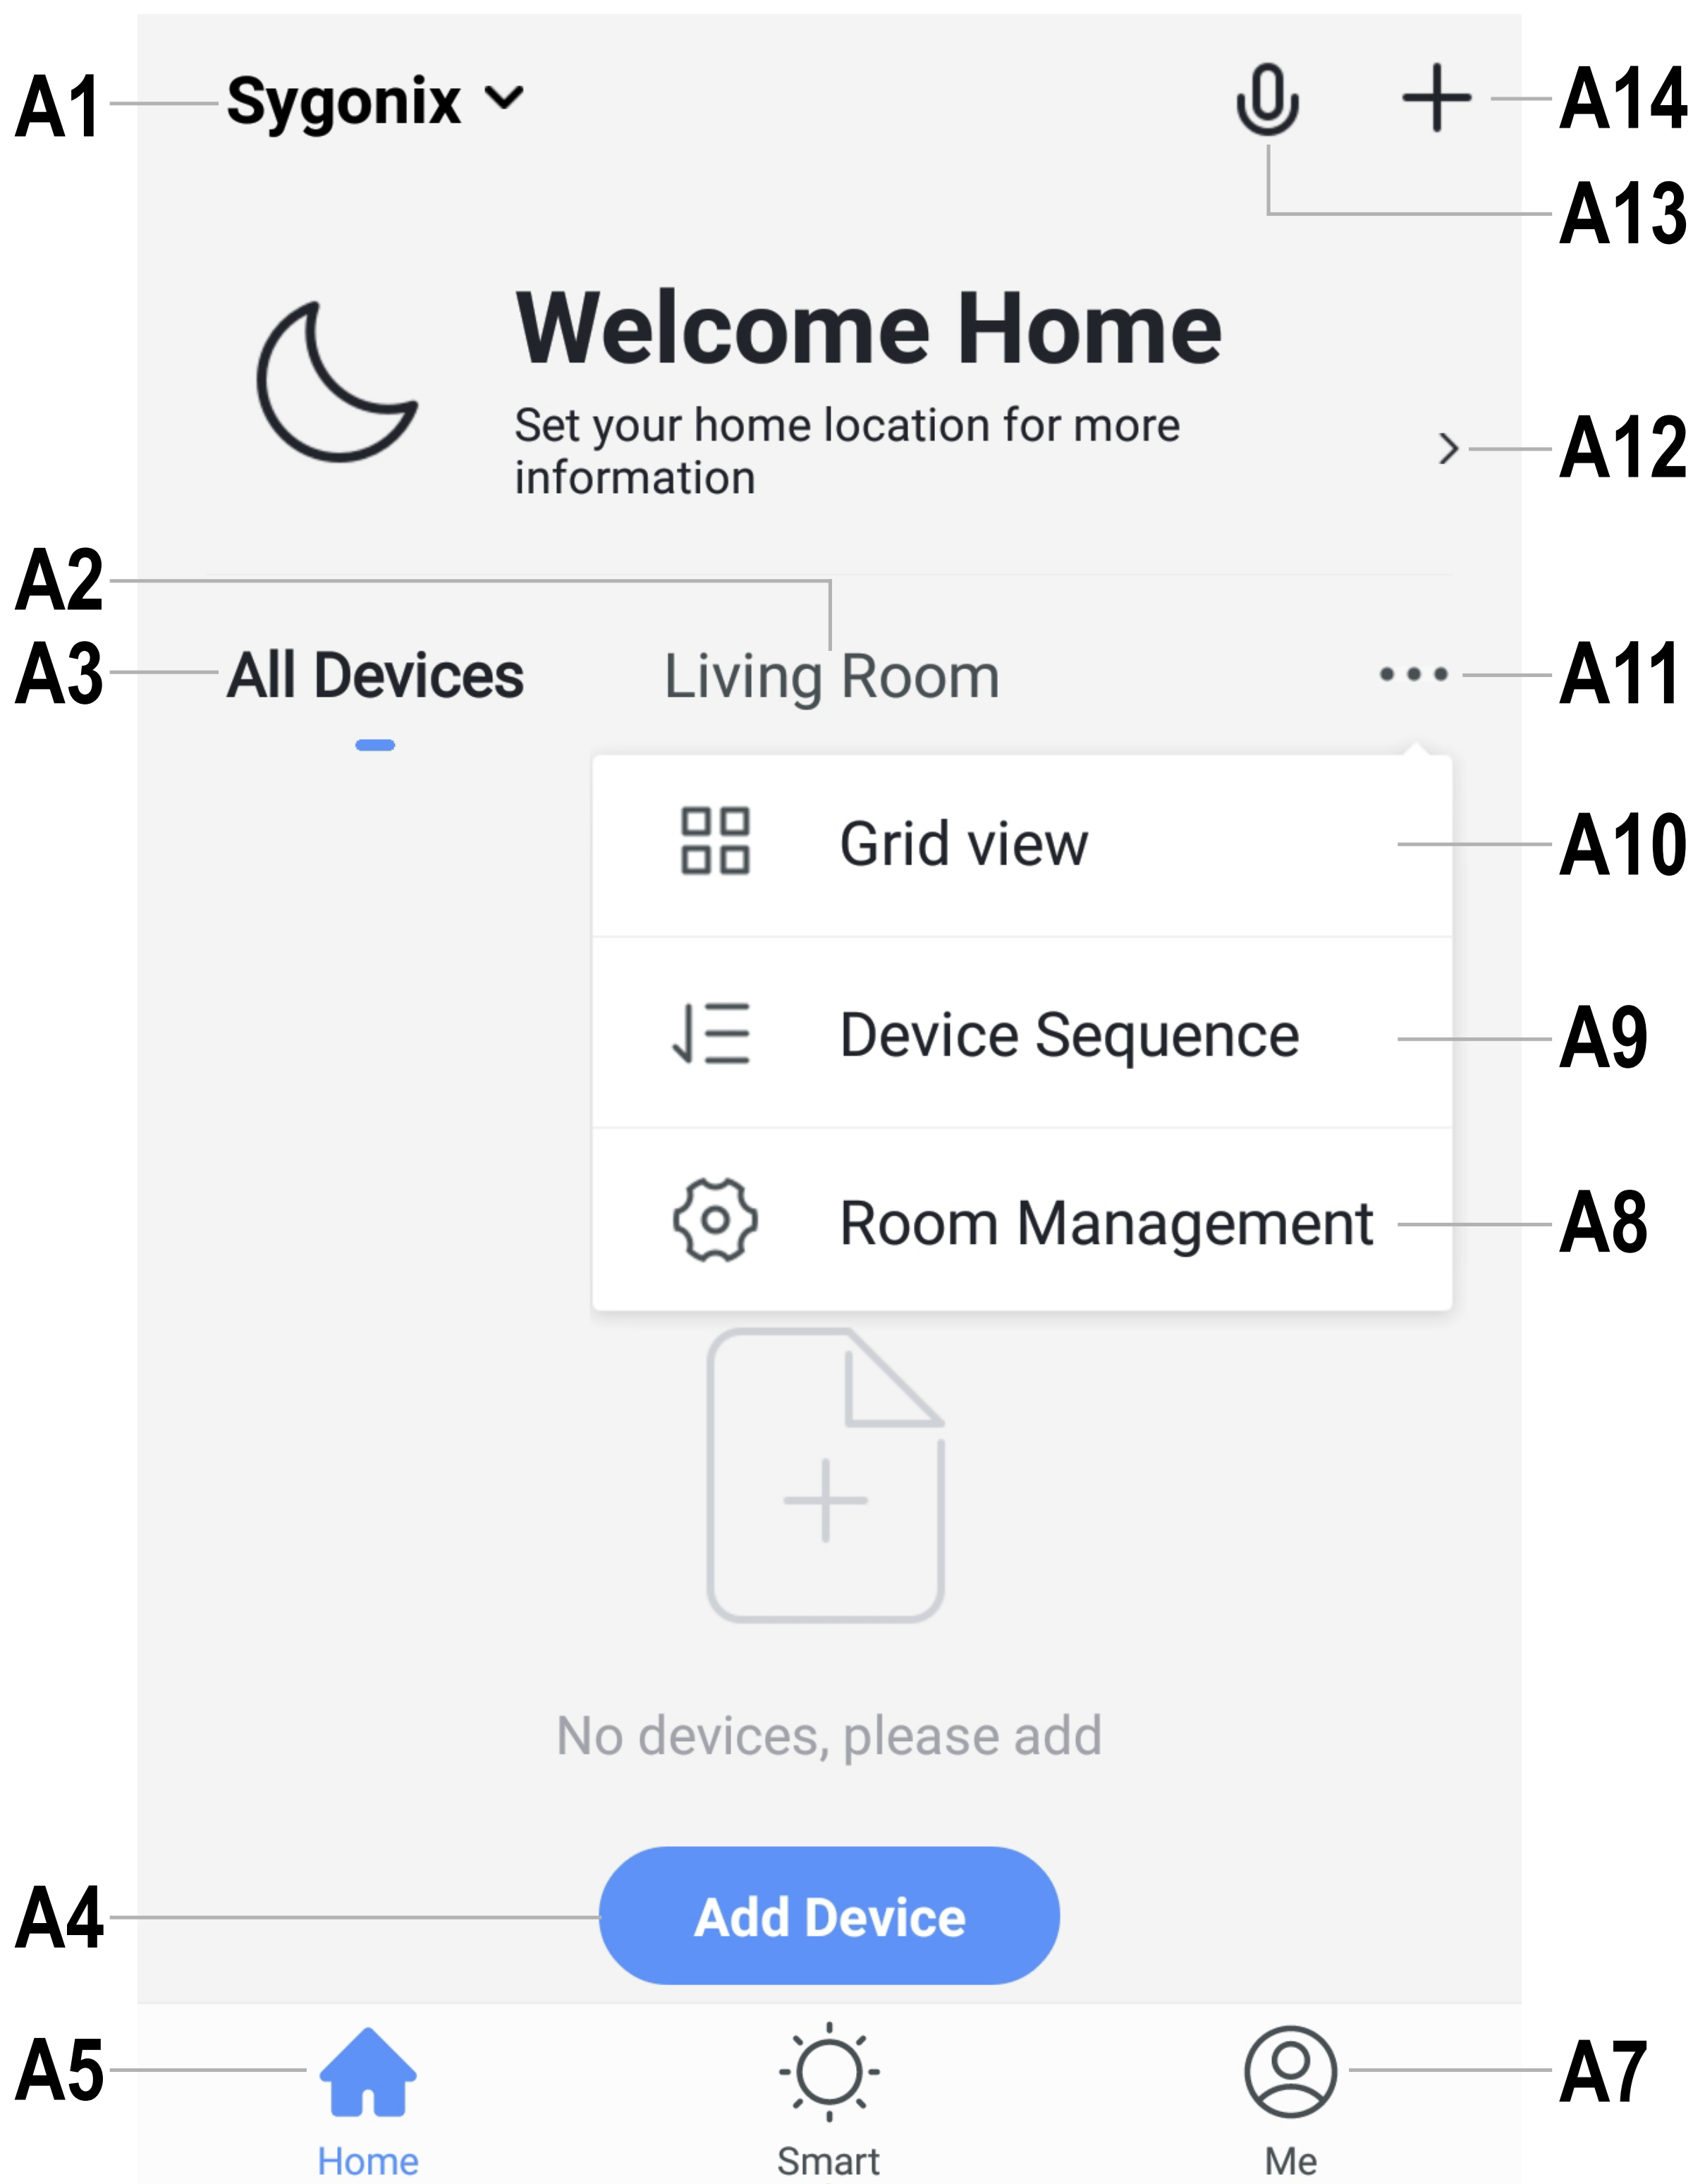 A1
Sygonix
A14
A13
Welcome Home
Set your home location for more
information
A12
A2
A3
All Devices
Living Room
A11
Grid view
A10
Device Sequence
A9
Room Management
A8
No devices, please add
A4
Add Device
A5
A7
Home
Smart
Me